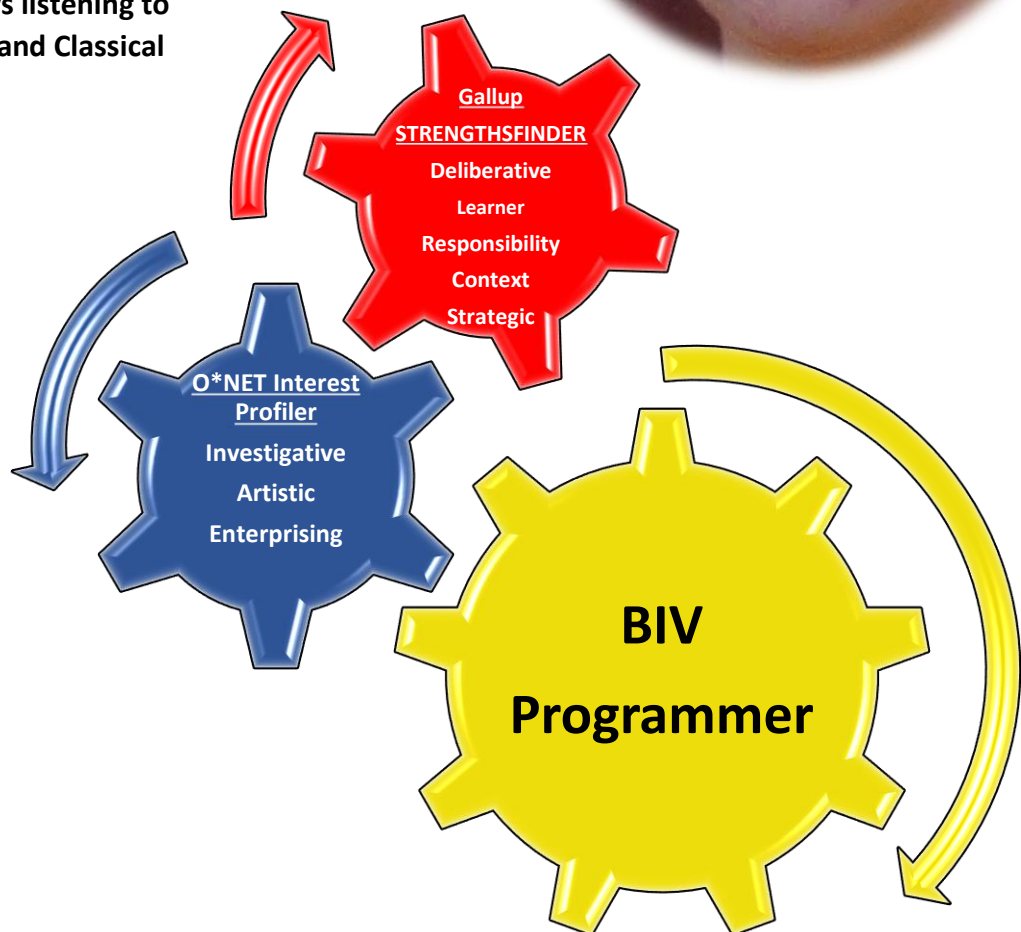 listening to
and Classical
Gallup
STRENGTHSFINDER
Deliberative
Learner
Responsibility
Context
Strategic
O*NET Interest
Profiler
Investigative
Artistic
Enterprising
BIV
Programmer